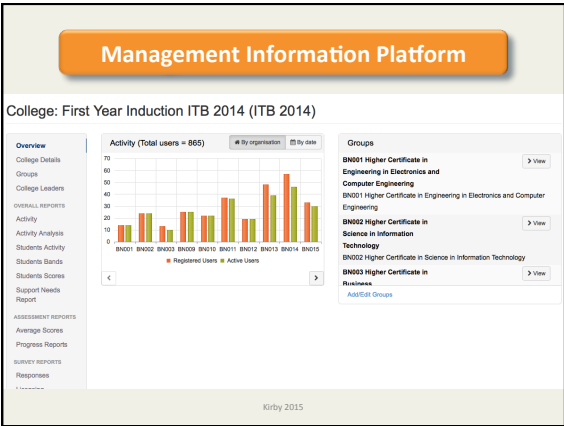 Management Information Platform
College: First Year Induction ITB 2014 (ITB 2014)
Overview
College Details
Groups
College Leaders
OVERALL REPORTS
Activity
Activity Analysis
Students Activity
Students Bands
Students Scores
Support Needs
Report
ASSESSMENT REPORTS
Average Scores
Progress Reports
SURVEY REPORTS
Responses
Activity (Total users = 865)
By organisation
By date
70
60
50
40
30
20
10
0
BN001 BN002 BN003 BN009 BN010 BN011 BN012 BN013 BN014 BN015
Registered Users Active Users
Groups
BN001 Higher Certificate in
Engineering in Electronics and
Computer Engineering
View
BN001 Higher Certificate in Engineering in Electronics and Computer
Engineering
BN002 Higher Certificate in
Science in Information
Technology
View
BN002 Higher Certificate in Science in Information Technology
BN003 Higher Certificate in
Business
View
Add/Edit Groups
Kirby 2015